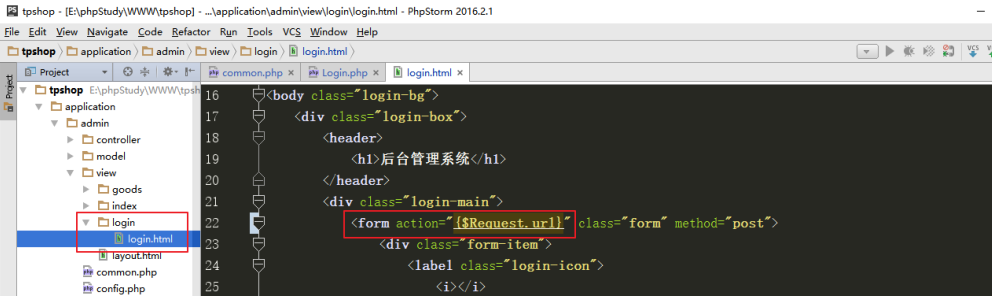 tpshop - [E:\phpStudy\WWW\tpshop] - ...\application\admin\view\login\login.html - PhpStorm 2016.2.1
File Edit View Navigate Code Refactor Run Tools VCS Window Help
tpshop application admin view login login.html
Project common.php × Login.php × login.html ×
Project
tpshop E:\phpStudy\WWW\tpsh
application
admin
controller
model
view
goods
index
login
login.html
layout.html
common.php
config.php
16 <body class="login-bg">
17 <div class="login-box">
18 <header>
19 <h1>后台管理系统</h1>
20 </header>
21 <div class="login-main">
22 <form action="{$Request.url}" class="form" method="post">
23 <div class="form-item">
24 <label class="login-icon">
25 <i></i>